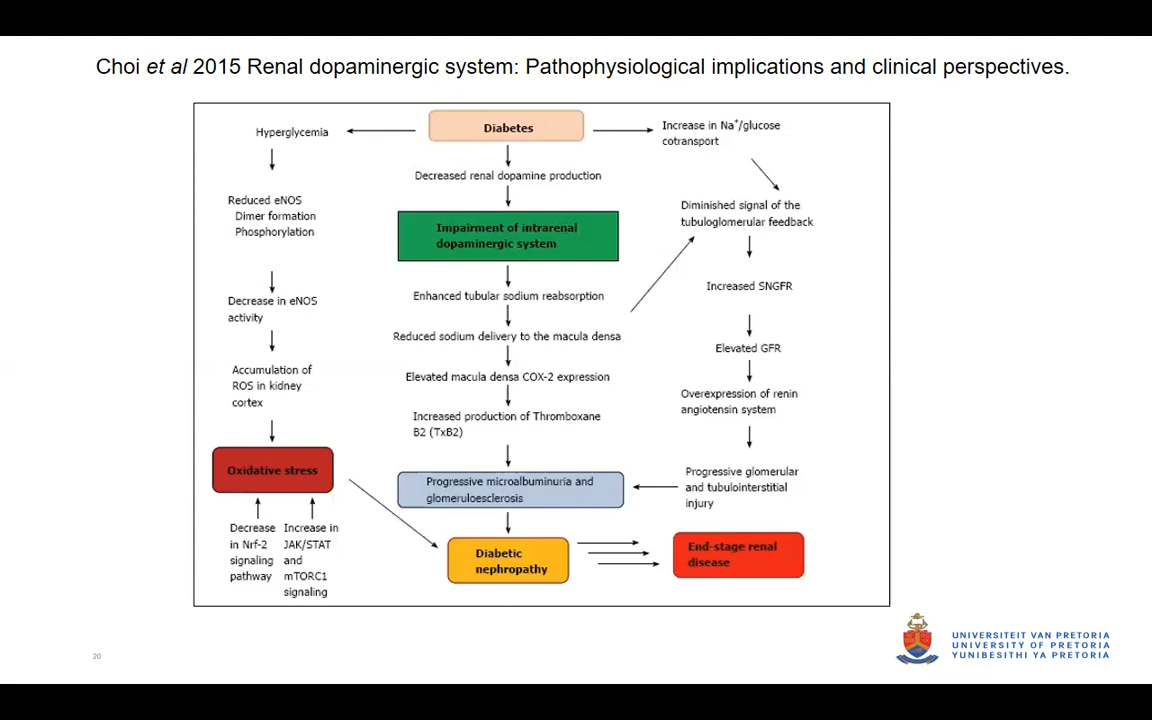 Choi et al 2015 Renal dopaminergic system: Pathophysiological implications and clinical perspectives.
Diabetes
Hyperglycemia
Reduced eNOS
Dimer formation
Phosphorylation
Decrease in eNOS
activity
Accumulation of
ROS in kidney
cortex
Oxidative stress
Decrease
in Nrf-2
signaling
pathway
Increase in
JAK/STAT
and
mTORC1
signaling
Decreased renal dopamine production
Impairment of intrarenal
dopaminergic system
Enhanced tubular sodium reabsorption
Reduced sodium delivery to the macula densa
Elevated macula densa COX-2 expression
Increased production of Thromboxane
B2 (TxB2)
Progressive microalbuminuria and
glomeruloesclerosis
Diabetic
nephropathy
Increase in Na⁺/glucose
cotransport
Diminished signal of the
tubuloglomerular feedback
Increased SNGFR
Elevated GFR
Overexpression of renin
angiotensin system
Progressive glomerular
and tubulointerstitial
injury
End-stage renal
disease
20
UNIVERSITEIT VAN PRETORIA
UNIVERSITY OF PRETORIA
YUNIBESITHI YA PRETORIA